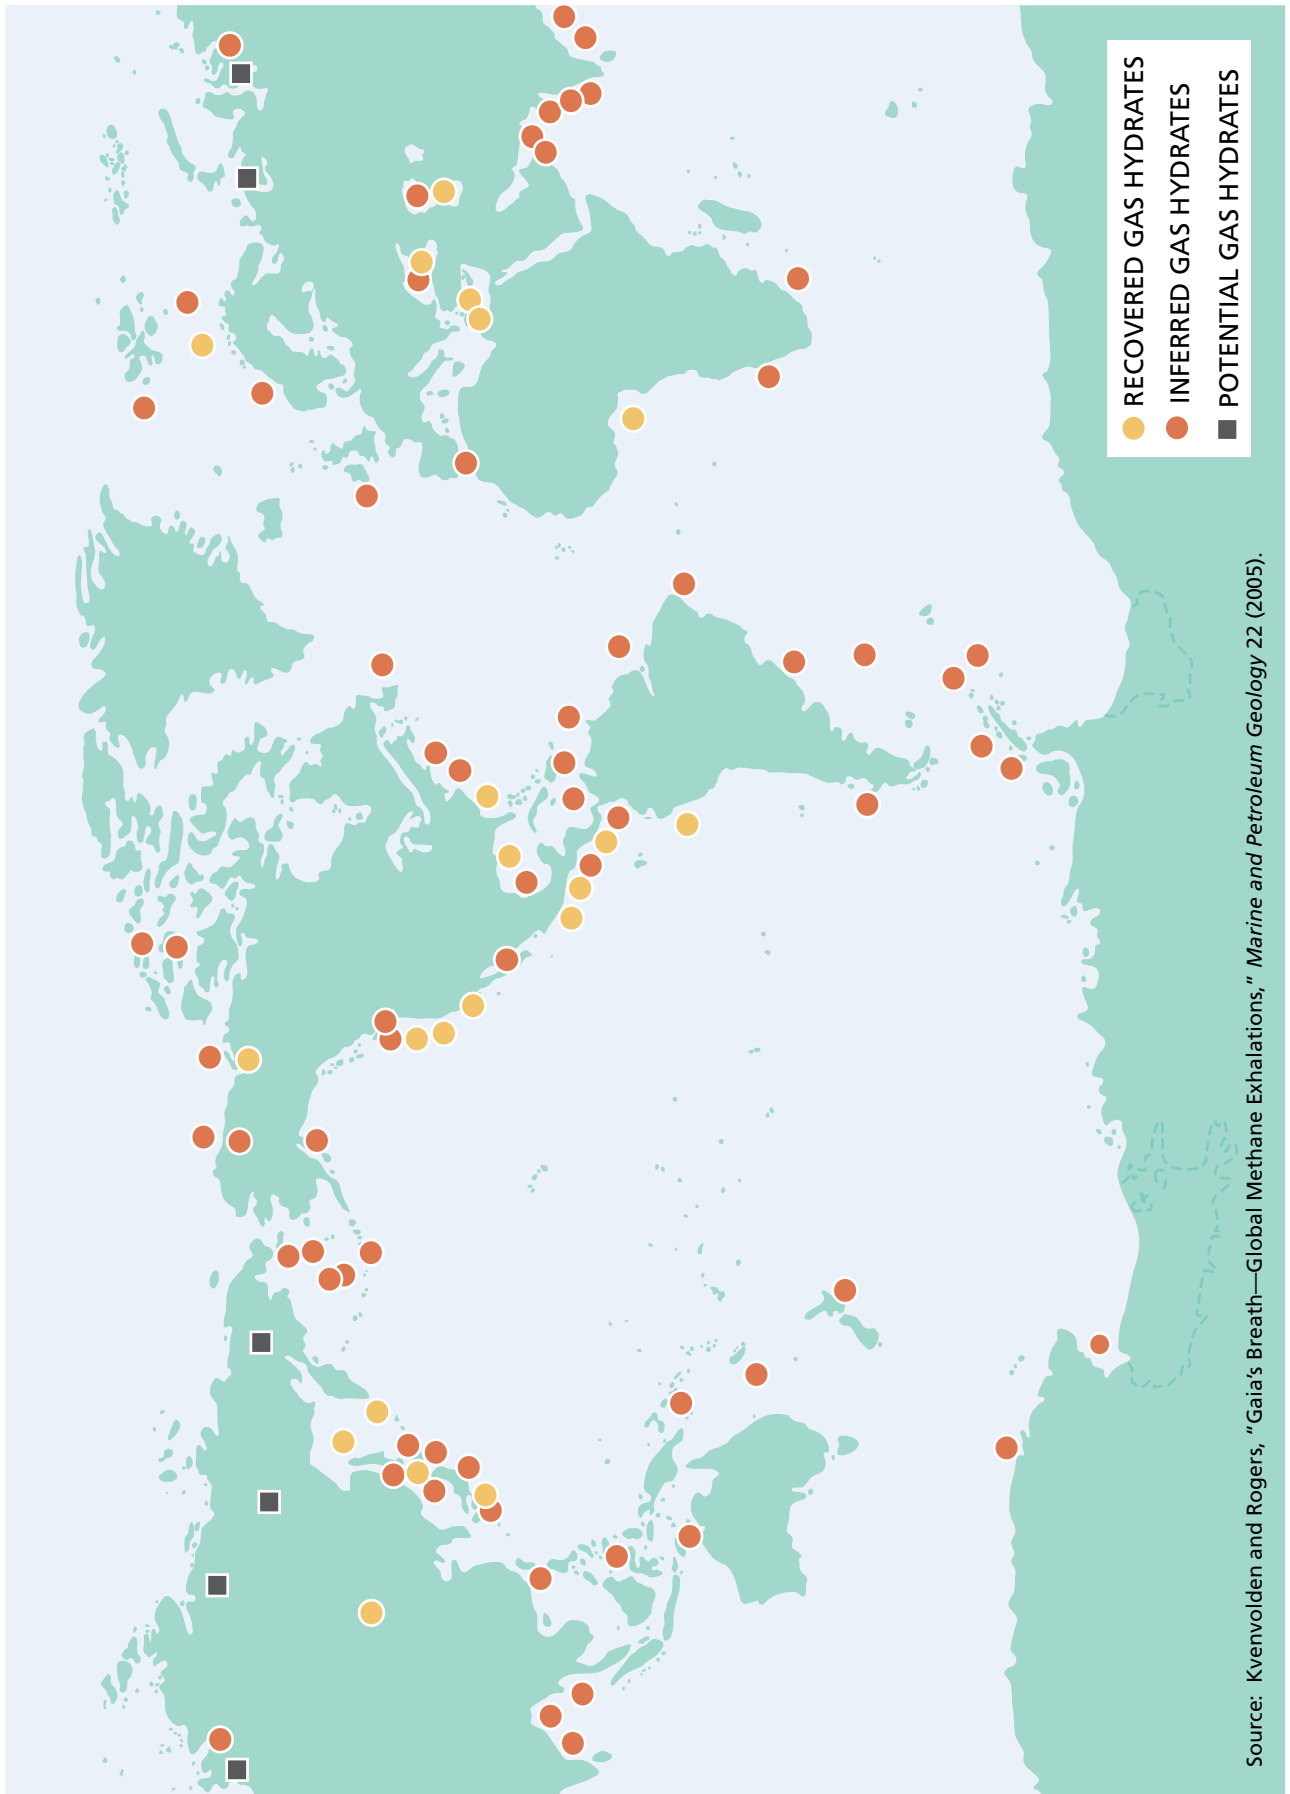 RECOVERED GAS HYDRATES
INFERRED GAS HYDRATES
POTENTIAL GAS HYDRATES
Source: Kvenvolden and Rogers, “Gaia's Breath—Global Methane Exhalations,” Marine and Petroleum Geology 22 (2005).